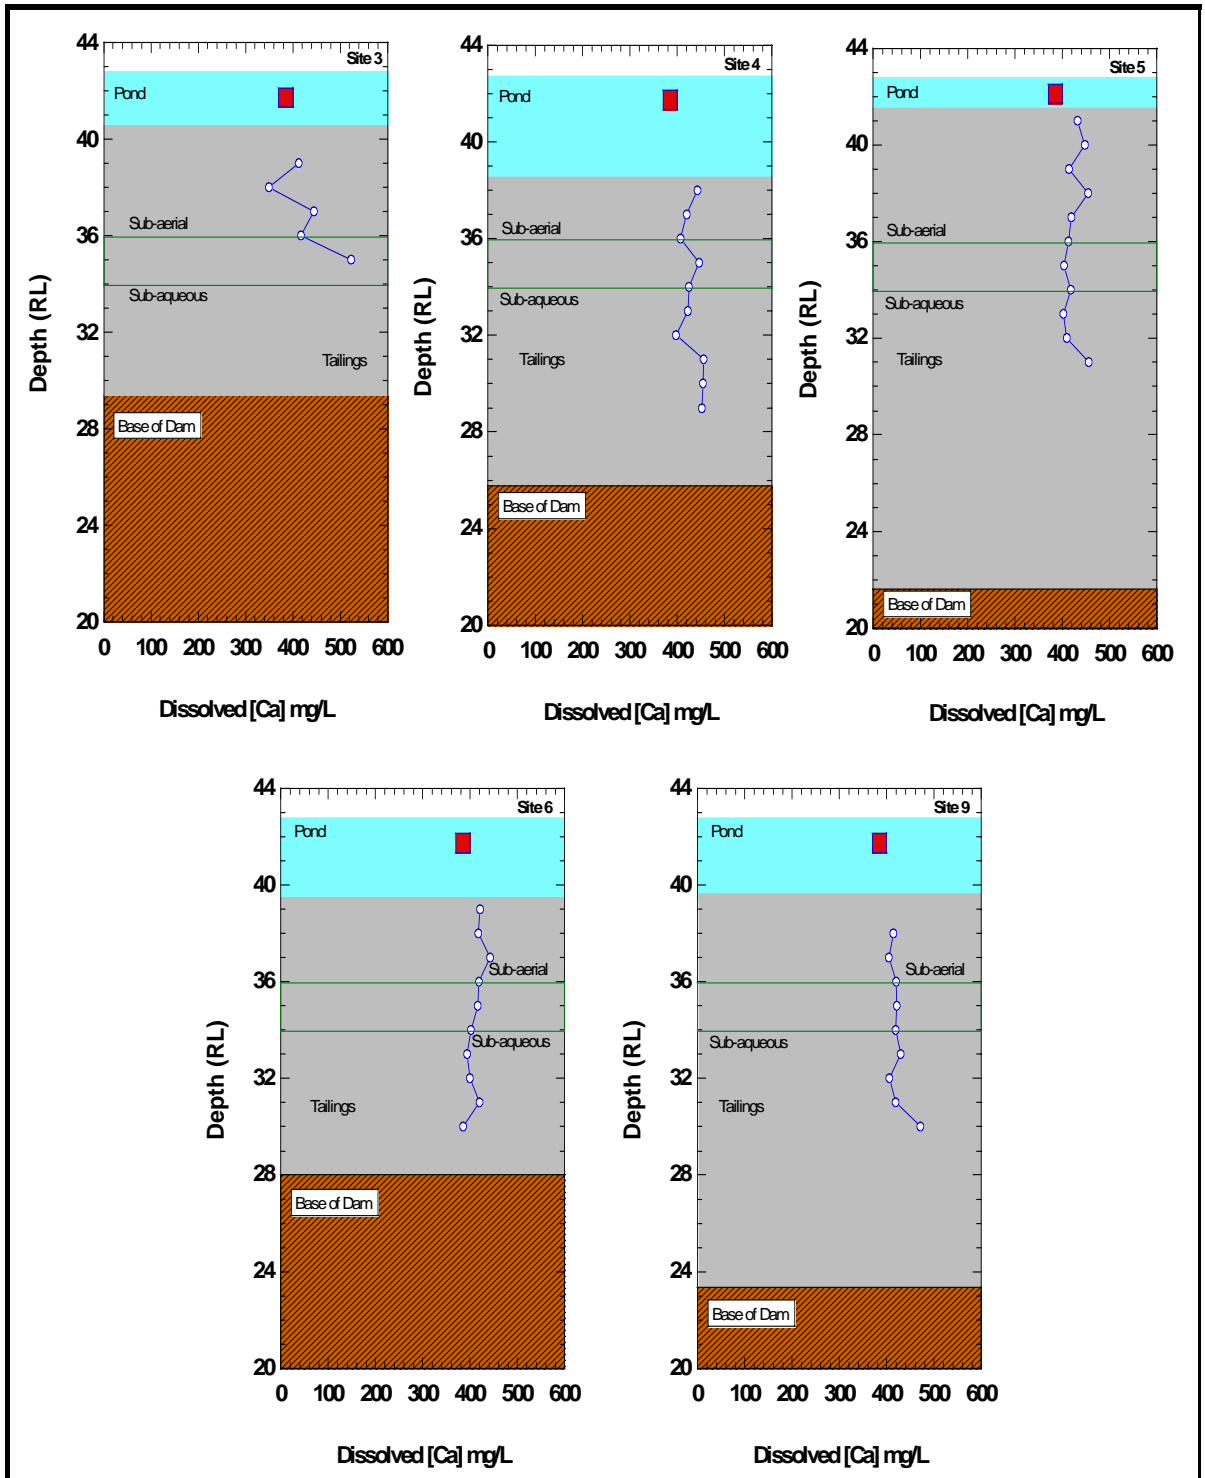 44
40
36
32
28
24
20
Site 3
Pond
Sub-aerial
Sub-aqueous
Tailings
Base of Dam
Depth (RL)
0 100 200 300 400 500 600
Dissolved [Ca] mg/L
44
40
36
32
28
24
20
Site 4
Pond
Sub-aerial
Sub-aqueous
Tailings
Base of Dam
Depth (RL)
0 100 200 300 400 500 600
Dissolved [Ca] mg/L
44
40
36
32
28
24
20
Site 5
Pond
Sub-aerial
Sub-aqueous
Tailings
Base of Dam
Depth (RL)
0 100 200 300 400 500 600
Dissolved [Ca] mg/L
44
40
36
32
28
24
20
Site 6
Pond
Sub-aerial
Sub-aqueous
Tailings
Base of Dam
Depth (RL)
0 100 200 300 400 500 600
Dissolved [Ca] mg/L
44
40
36
32
28
24
20
Site 9
Pond
Sub-aerial
Sub-aqueous
Tailings
Base of Dam
Depth (RL)
0 100 200 300 400 500 600
Dissolved [Ca] mg/L